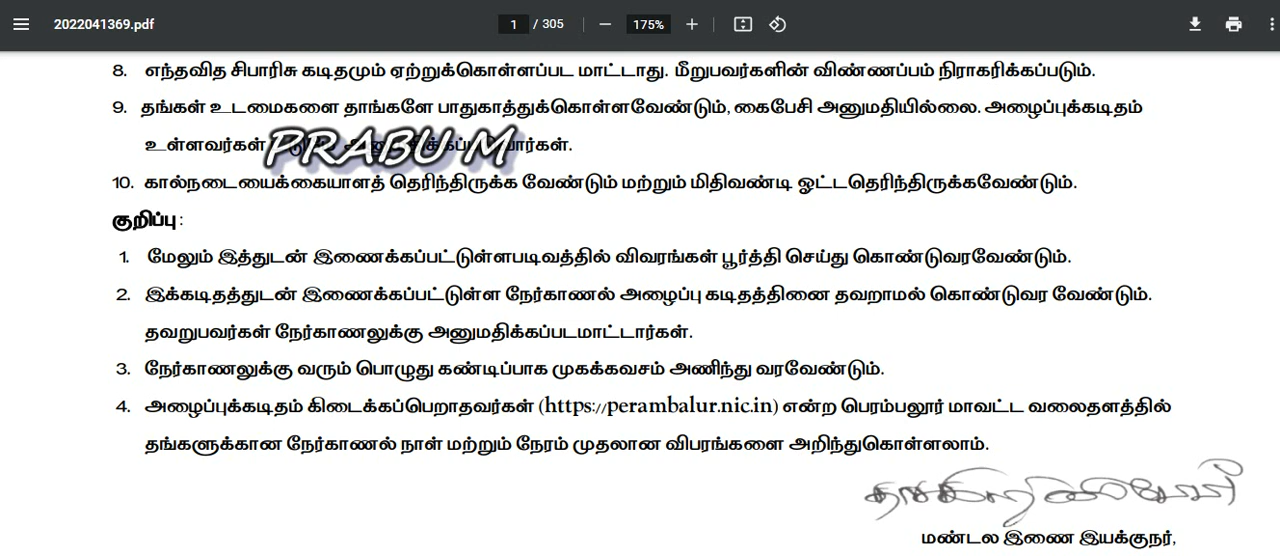 2022041369.pdf
1 / 305
175%
8. எந்தவித சிபாரிசு கடிதமும் ஏற்றுக்கொள்ளப்பட மாட்டாது. மீறுபவர்களின் விண்ணப்பம் நிராகரிக்கப்படும்.
9. தங்கள் உடமைகளை தாங்களே பாதுகாத்துக்கொள்ளவேண்டும், கைபேசி அனுமதியில்லை. அழைப்புக்கடிதம்
உள்ளவர்கள்
PRABU M
10. கால்நடையைக்கையாளத் தெரிந்திருக்க வேண்டும் மற்றும் மிதிவண்டி ஓட்டதெரிந்திருக்கவேண்டும்.
குறிப்பு :
1. மேலும் இத்துடன் இணைக்கப்பட்டுள்ளபடிவத்தில் விவரங்கள் பூர்த்தி செய்து கொண்டுவரவேண்டும்.
2. இக்கடிதத்துடன் இணைக்கப்பட்டுள்ள நேர்காணல் அழைப்பு கடிதத்தினை தவறாமல் கொண்டுவர வேண்டும்.
தவறுபவர்கள் நேர்காணலுக்கு அனுமதிக்கப்படமாட்டார்கள்.
3. நேர்காணலுக்கு வரும் பொழுது கண்டிப்பாக முகக்கவசம் அணிந்து வரவேண்டும்.
4. அழைப்புக்கடிதம் கிடைக்கப்பெறாதவர்கள் (https://perambalur.nic.in) என்ற பெரம்பலூர் மாவட்ட வலைதளத்தில்
தங்களுக்கான நேர்காணல் நாள் மற்றும் நேரம் முதலான விபரங்களை அறிந்துகொள்ளலாம்.
மண்டல இணை இயக்குநர்,